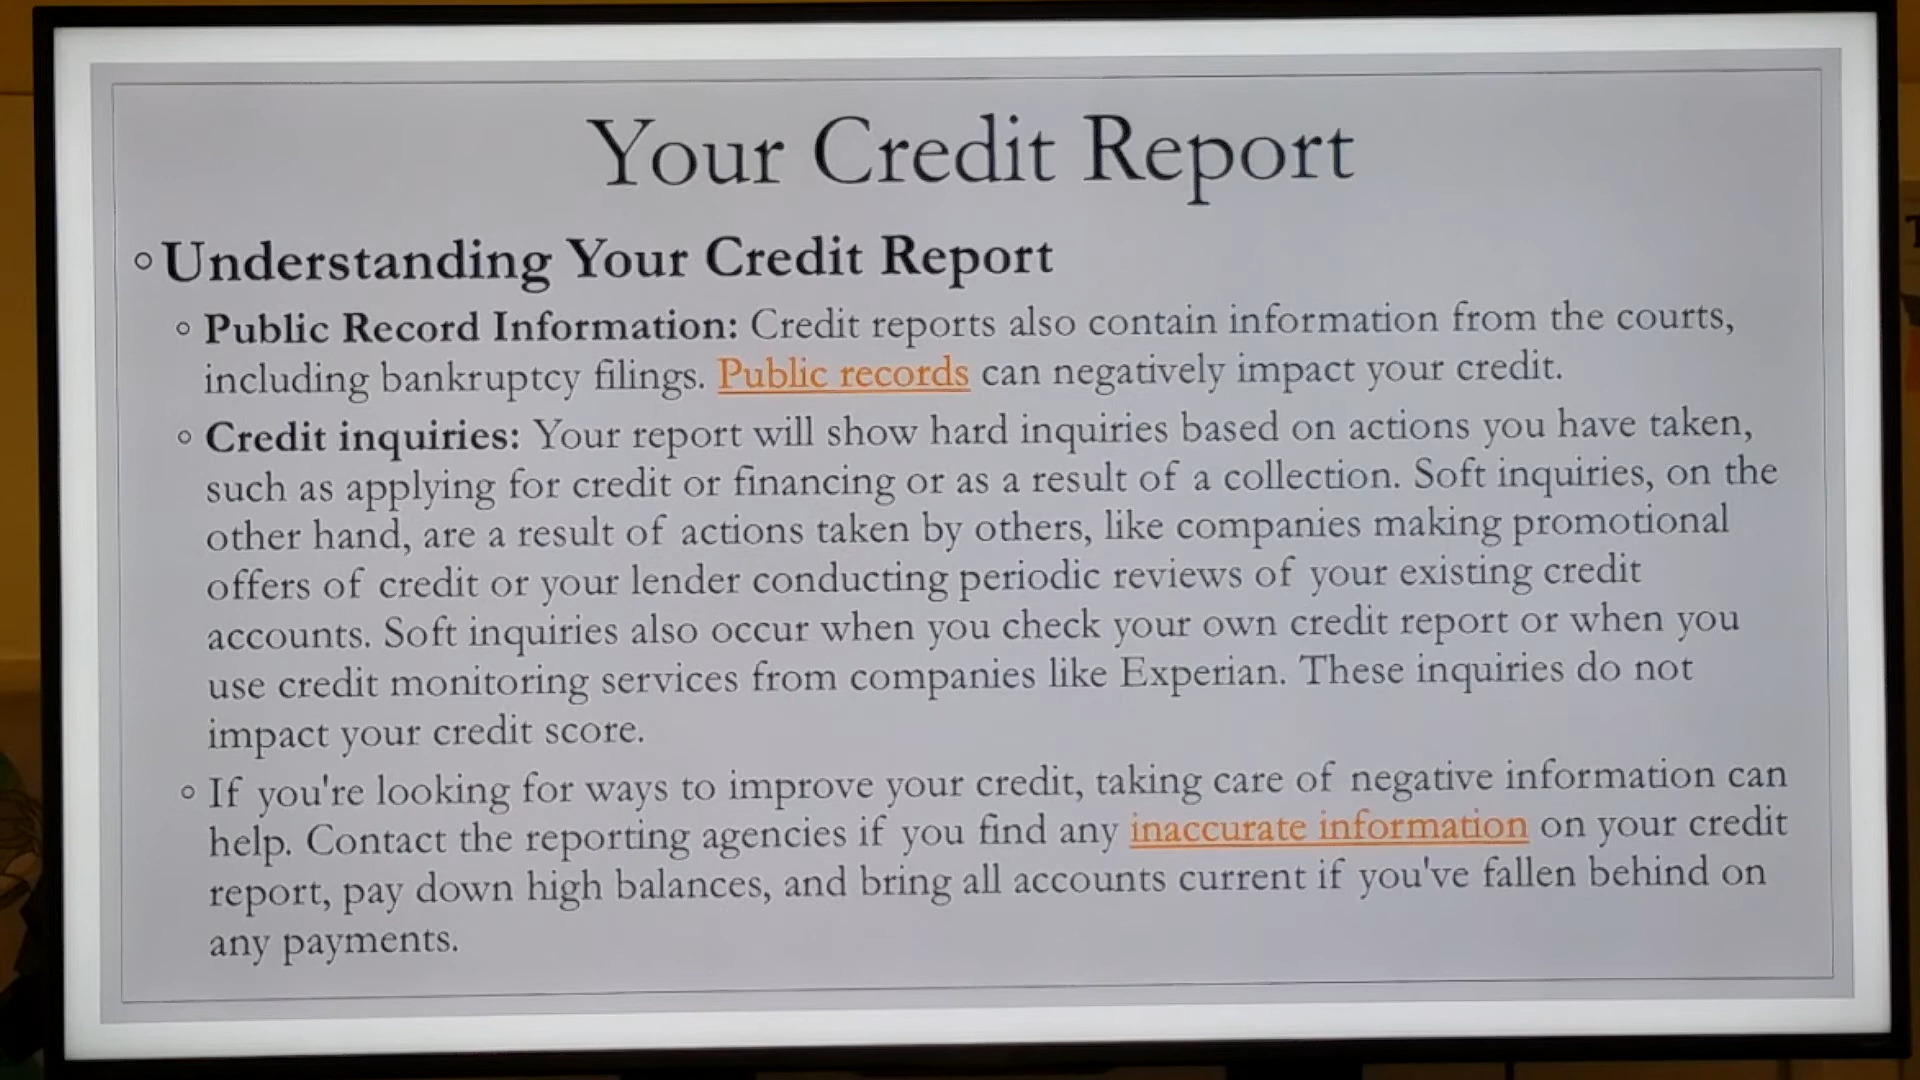 Your Credit Report
Understanding Your Credit Report
Public Record Information: Credit reports also contain information from the courts,
including bankruptcy filings. Public records can negatively impact your credit.
Credit inquiries: Your report will show hard inquiries based on actions you have taken,
such as applying for credit or financing or as a result of a collection. Soft inquiries, on the
other hand, are a result of actions taken by others, like companies making promotional
offers of credit or your lender conducting periodic reviews of your existing credit
accounts. Soft inquiries also occur when you check your own credit report or when you
use credit monitoring services from companies like Experian. These inquiries do not
impact your credit score.
If you're looking for ways to improve your credit, taking care of negative information can
help. Contact the reporting agencies if you find any inaccurate information on your credit
report, pay down high balances, and bring all accounts current if you've fallen behind on
any payments.